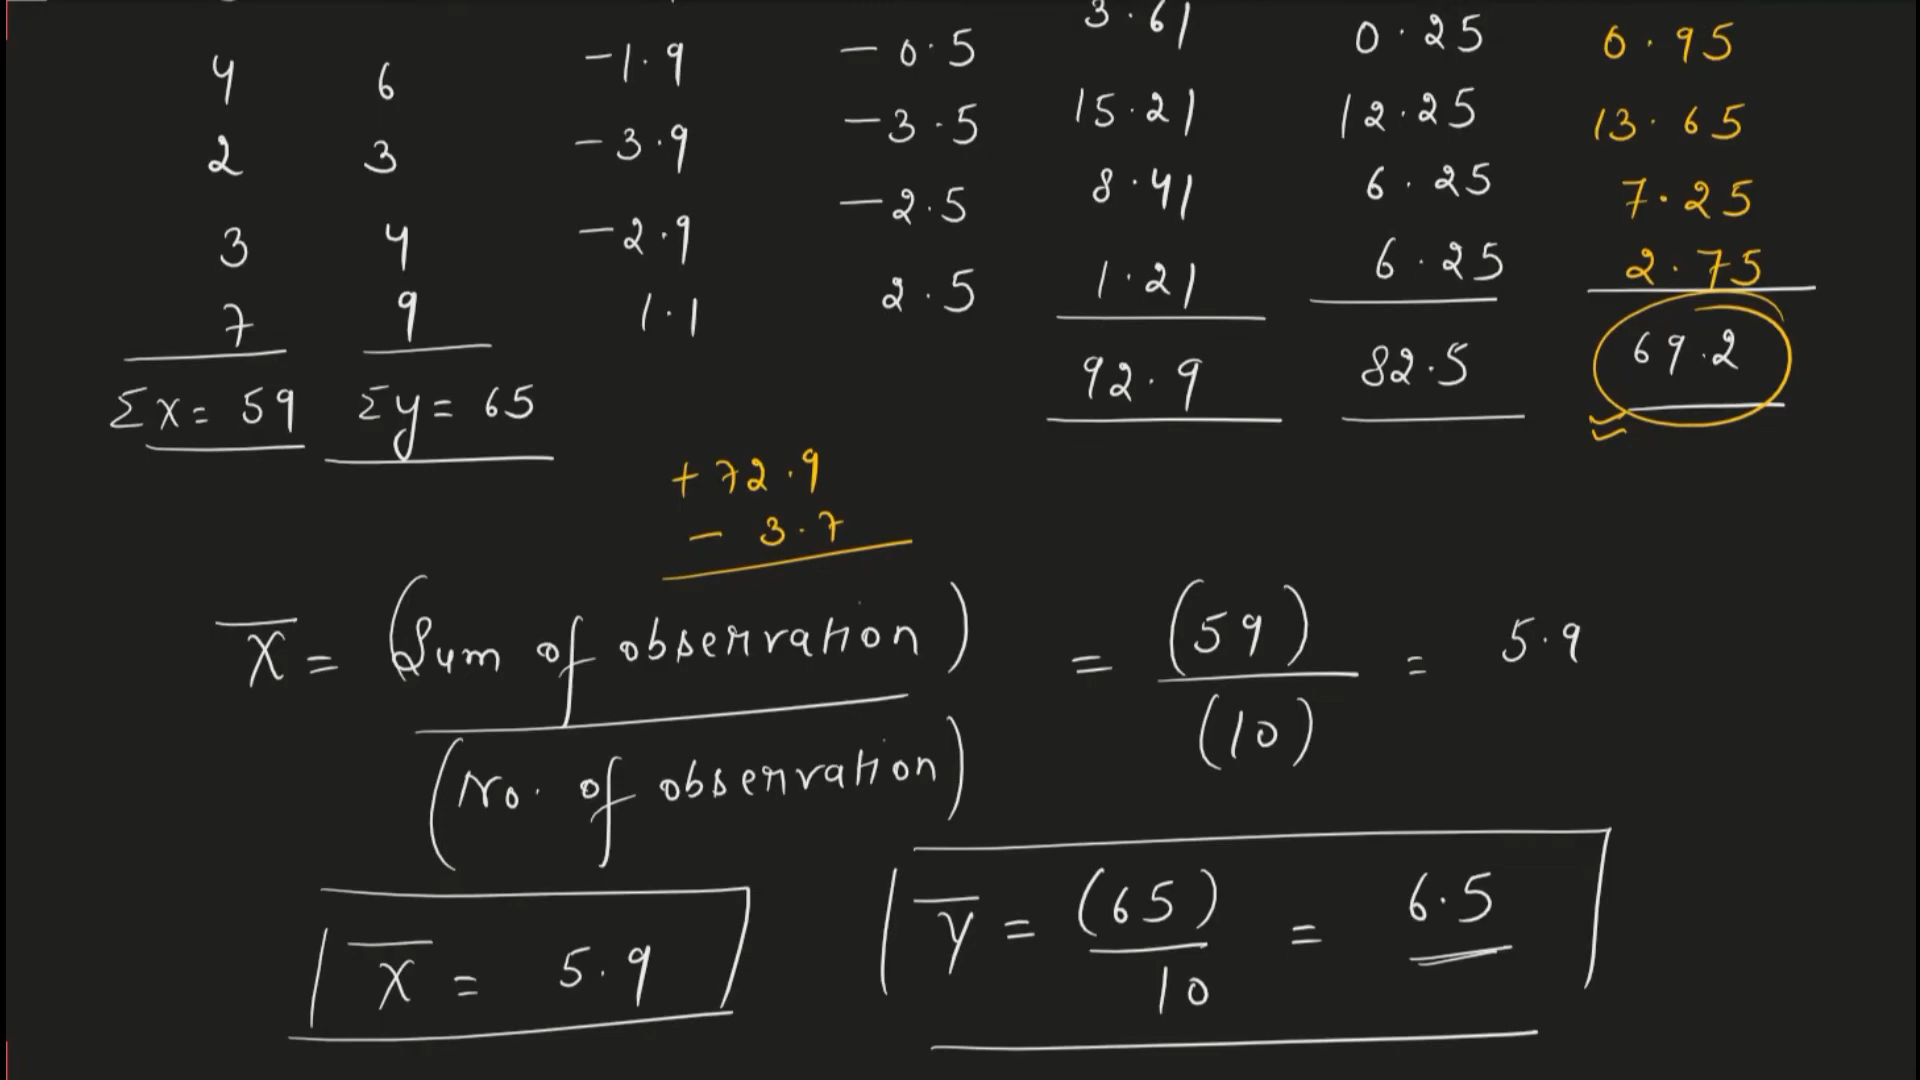 4 6 -1.9 -0.5 3.61 0.25 0.95
2 3 -3.9 -3.5 15.21 12.25 13.65
3 4 -2.9 -2.5 8.41 6.25 7.25
7 9 1.1 2.5 1.21 6.25 2.75
Σx= 59 Σy= 65 92.9 82.5 69.2
+72.9
- 3.7
X̅ = (Sum of observation) / (No. of observation) = (59) / (10) = 5.9
X̅ = 5.9
Y̅ = (65) / 10 = 6.5